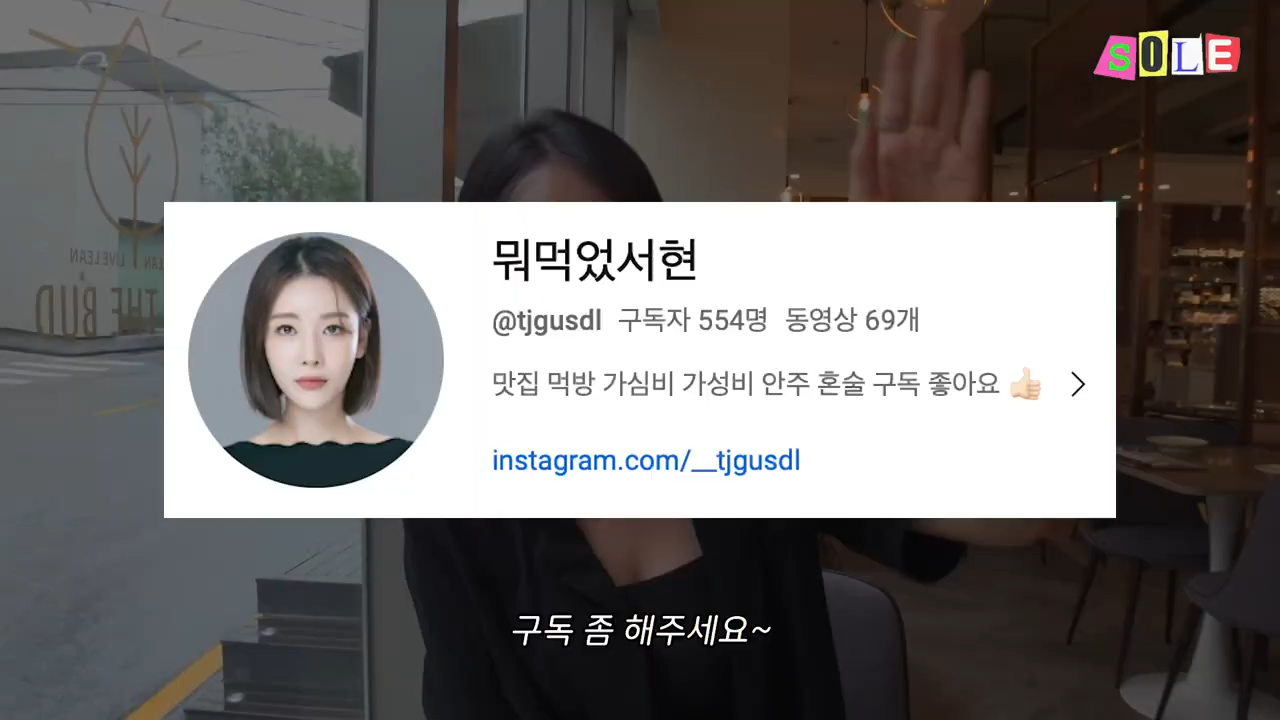 SOLE
뭐먹었서현
@tjgusdl 구독자 554명 동영상 69개
맛집 먹방 가심비 가성비 안주 혼술 구독 좋아요 👍🏻
instagram.com/__tjgusdl
THE BUD
구독 좀 해주세요~